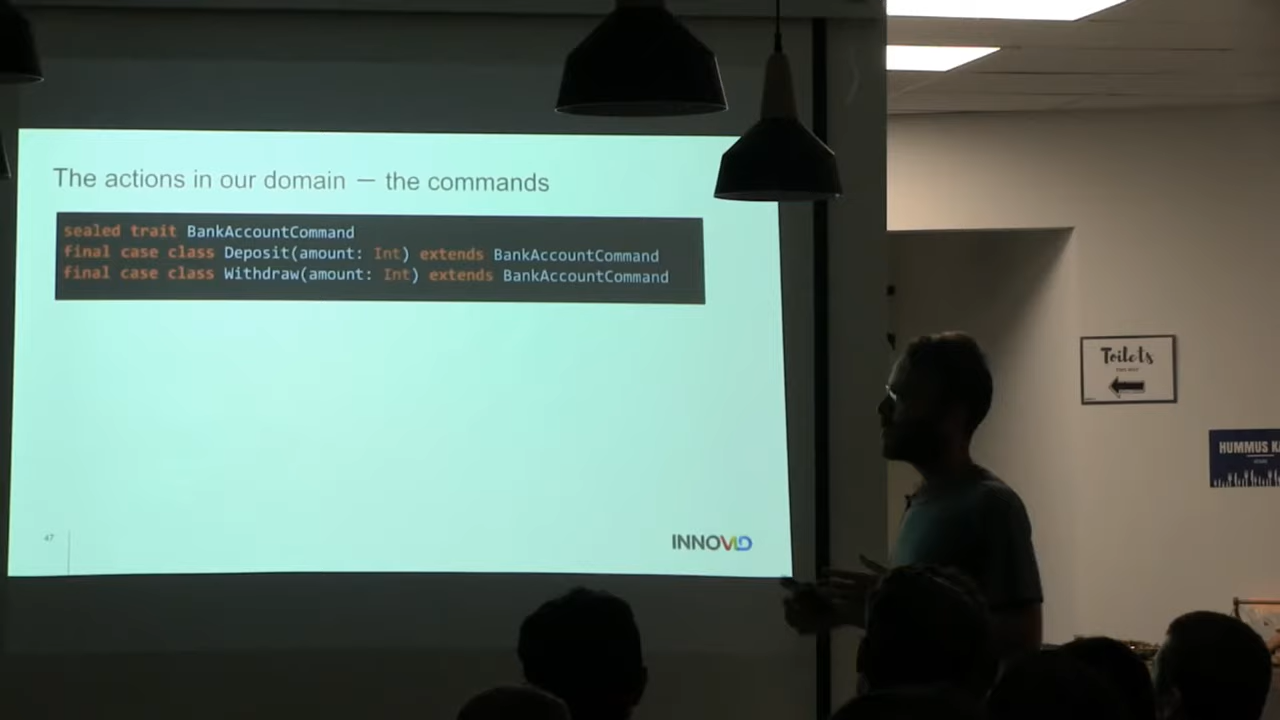 The actions in our domain — the commands
sealed trait BankAccountCommand
final case class Deposit(amount: Int) extends BankAccountCommand
final case class Withdraw(amount: Int) extends BankAccountCommand
47
INNOVID
Toilets
HUMMUS